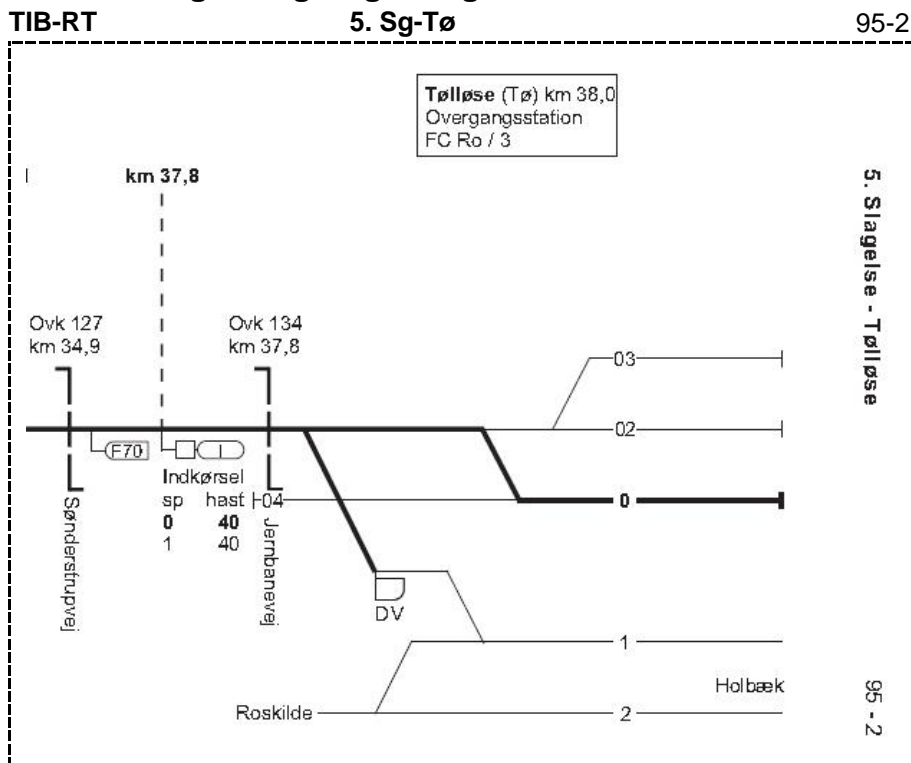 TIB-RT 5. Sg-Tø 95-2
Tølløse (Tø) km 38,0
Overgangsstation
FC Ro / 3
km 37,8
5. Slagelse - Tølløse
Ovk 127
km 34,9
Ovk 134
km 37,8
03
02
F70
I
Indkørsel
sp hast
0 40
1 40
04
0
Sønderstrupvej
Jernbanevej
DV
1
Holbæk
Roskilde
2
95 - 2